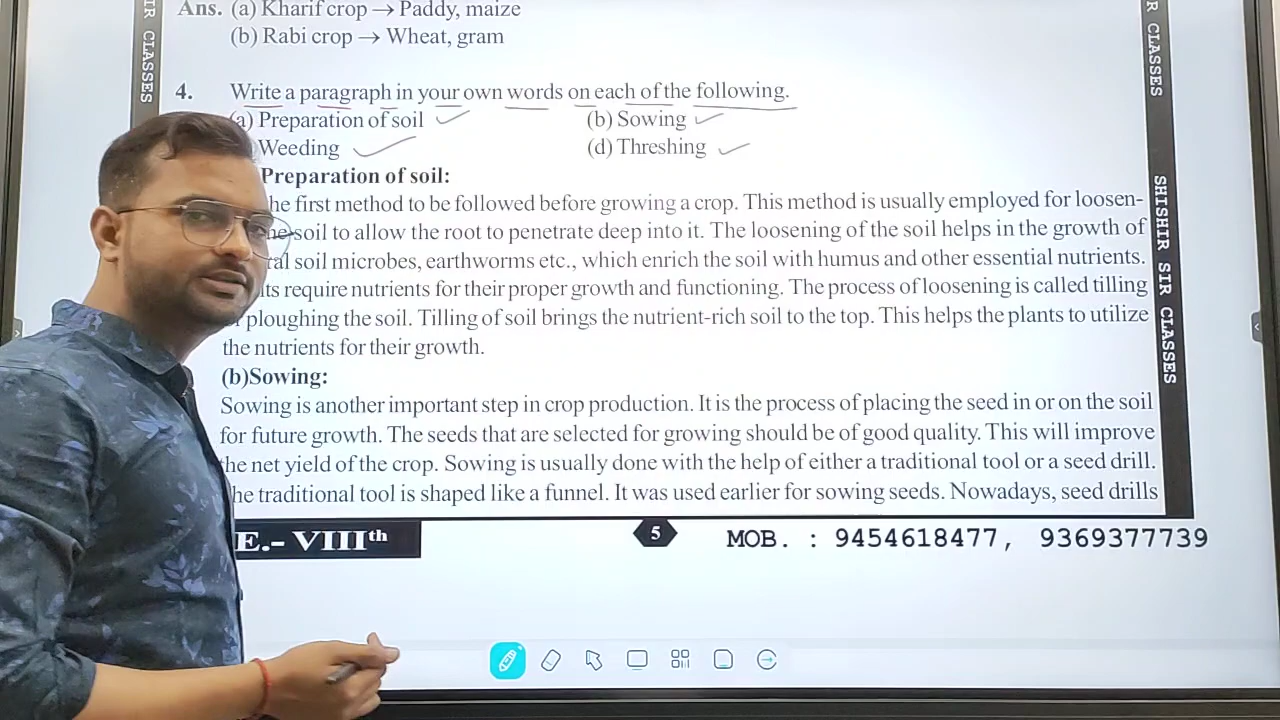 Ans. (a) Kharif crop → Paddy, maize
(b) Rabi crop → Wheat, gram
4. Write a paragraph in your own words on each of the following.
(a) Preparation of soil (b) Sowing
Weeding (d) Threshing
Preparation of soil:
he first method to be followed before growing a crop. This method is usually employed for loosen-
soil to allow the root to penetrate deep into it. The loosening of the soil helps in the growth of
soil microbes, earthworms etc., which enrich the soil with humus and other essential nutrients.
require nutrients for their proper growth and functioning. The process of loosening is called tilling
ploughing the soil. Tilling of soil brings the nutrient-rich soil to the top. This helps the plants to utilize
the nutrients for their growth.
(b)Sowing:
Sowing is another important step in crop production. It is the process of placing the seed in or on the soil
for future growth. The seeds that are selected for growing should be of good quality. This will improve
the net yield of the crop. Sowing is usually done with the help of either a traditional tool or a seed drill.
he traditional tool is shaped like a funnel. It was used earlier for sowing seeds. Nowadays, seed drills
E.- VIIIth 5 MOB. : 9454618477, 9369377739
IR CLASSES
R CLASSES
SHISHIR SIR CLASSES